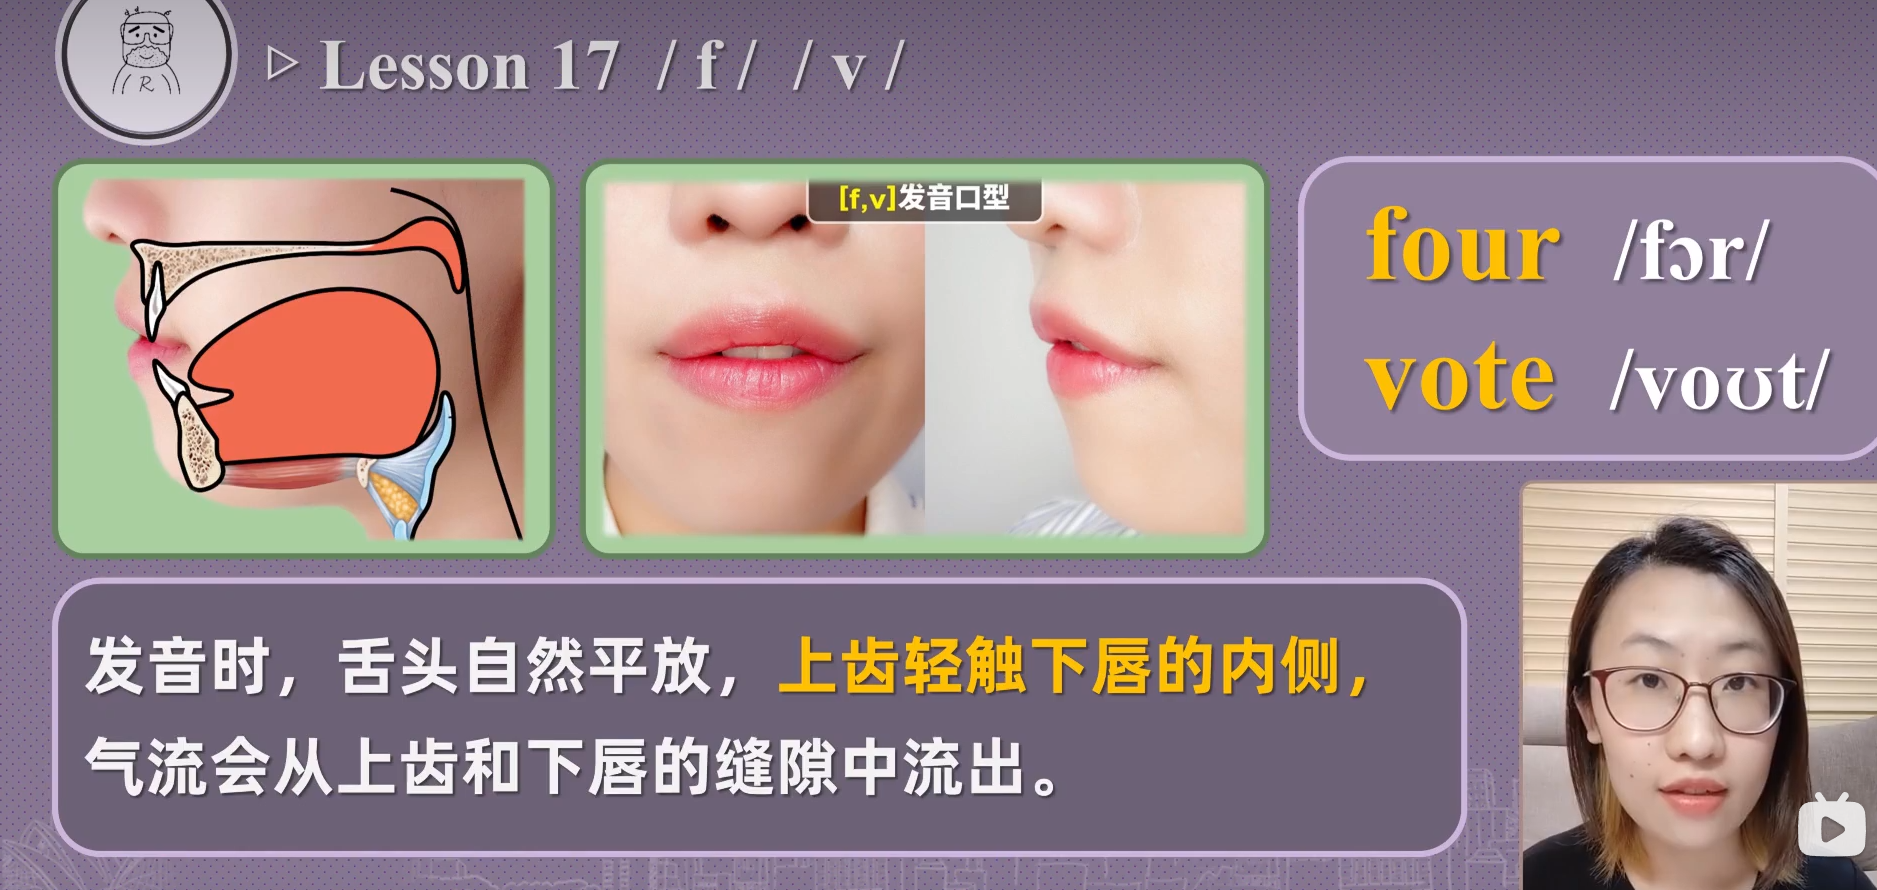 R
Lesson 17 / f / / v /
[f,v]发音口型
four /fɔr/
vote /voʊt/
发音时，舌头自然平放，上齿轻触下唇的内侧，
气流会从上齿和下唇的缝隙中流出。